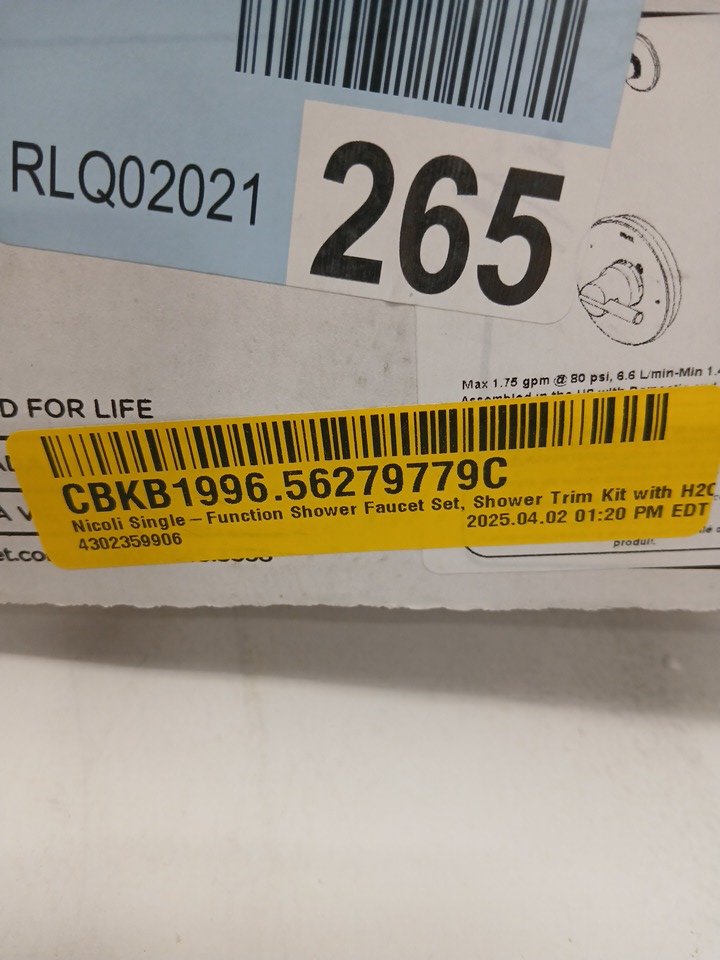 RLQ02021
265
Max 1.75 gpm @ 80 psi, 6.6 L/min-Min 1.4
D FOR LIFE
CBKB1996.56279779C
Nicoli Single-Function Shower Faucet Set, Shower Trim Kit with H2O
4302359906
2025.04.02 01:20 PM EDT
et.co
produit.